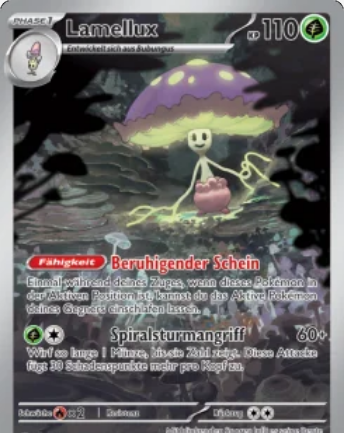 PHASE 1
Lamellux
KP 110
Entwickelt sich aus Bubungus
Fähigkeit Beruhigender Schein
Einmal während deines Zuges, wenn dieses Pokémon in
der Aktiven Position ist, kannst du das Aktive Pokémon
deines Gegners einschlafen lassen.
Spiralsturmangriff 60+
Wirf so lange 1 Münze, bis sie Zahl zeigt. Diese Attacke
fügt 30 Schadenspunkte mehr pro Kopf zu.
Schwäche x2 Resistenz Rückzug